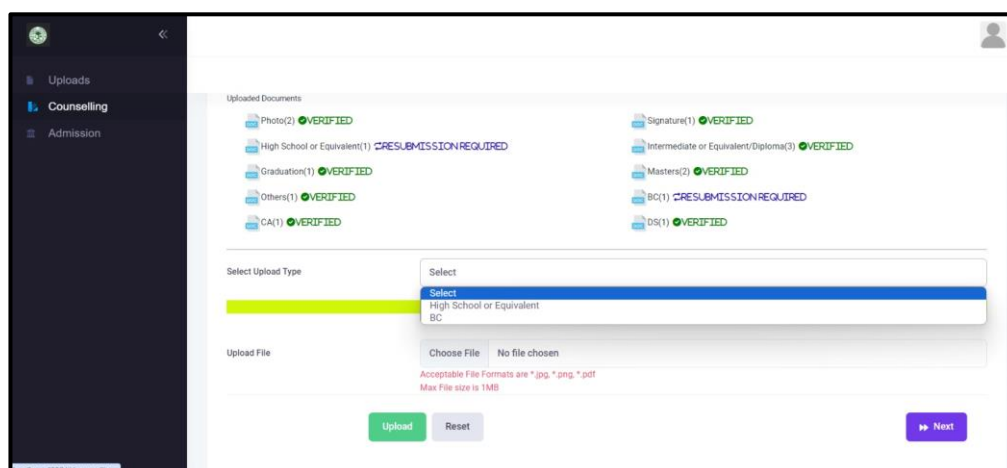 Uploads
Counselling
Admission
Uploaded Documents
Photo(2) VERIFIED
Signature(1) VERIFIED
High School or Equivalent(1) RESUBMISSION REQUIRED
Intermediate or Equivalent/Diploma(3) VERIFIED
Graduation(1) VERIFIED
Masters(2) VERIFIED
Others(1) VERIFIED
BC(1) RESUBMISSION REQUIRED
CA(1) VERIFIED
DS(1) VERIFIED
Select Upload Type
Select
Select
High School or Equivalent
BC
Upload File
Choose File No file chosen
Acceptable File Formats are *.jpg, *.png, *.pdf
Max File size is 1MB
Upload
Reset
Next